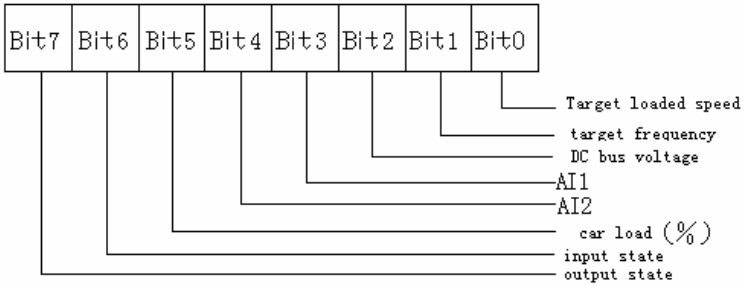 Bit7 Bit6 Bit5 Bit4 Bit3 Bit2 Bit1 Bit0
Target loaded speed
target frequency
DC bus voltage
AI1
AI2
car load (%)
input state
output state